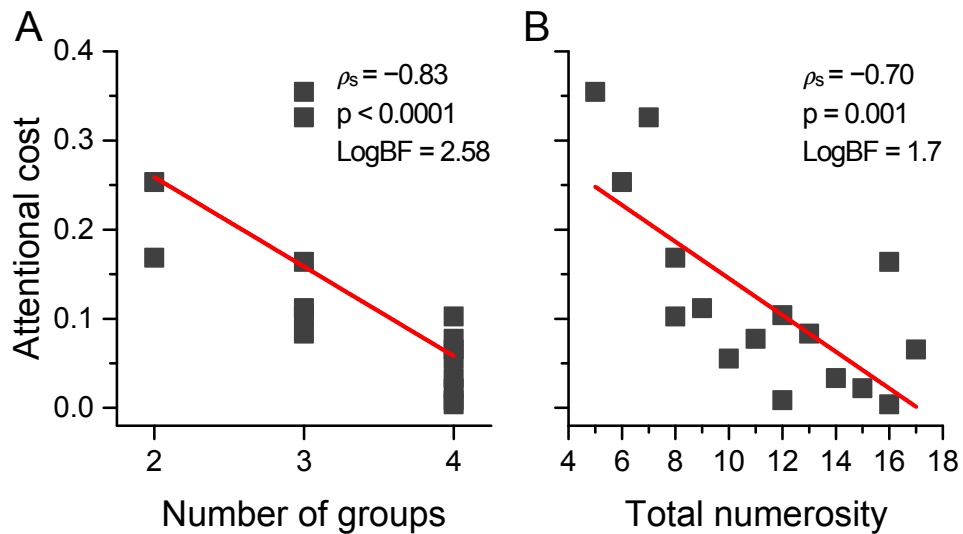 A
B
Attentional cost
0.4
0.3
0.2
0.1
0.0
ρs = −0.83
p < 0.0001
LogBF = 2.58
ρs = −0.70
p = 0.001
LogBF = 1.7
2 3 4
4 6 8 10 12 14 16 18
Number of groups
Total numerosity